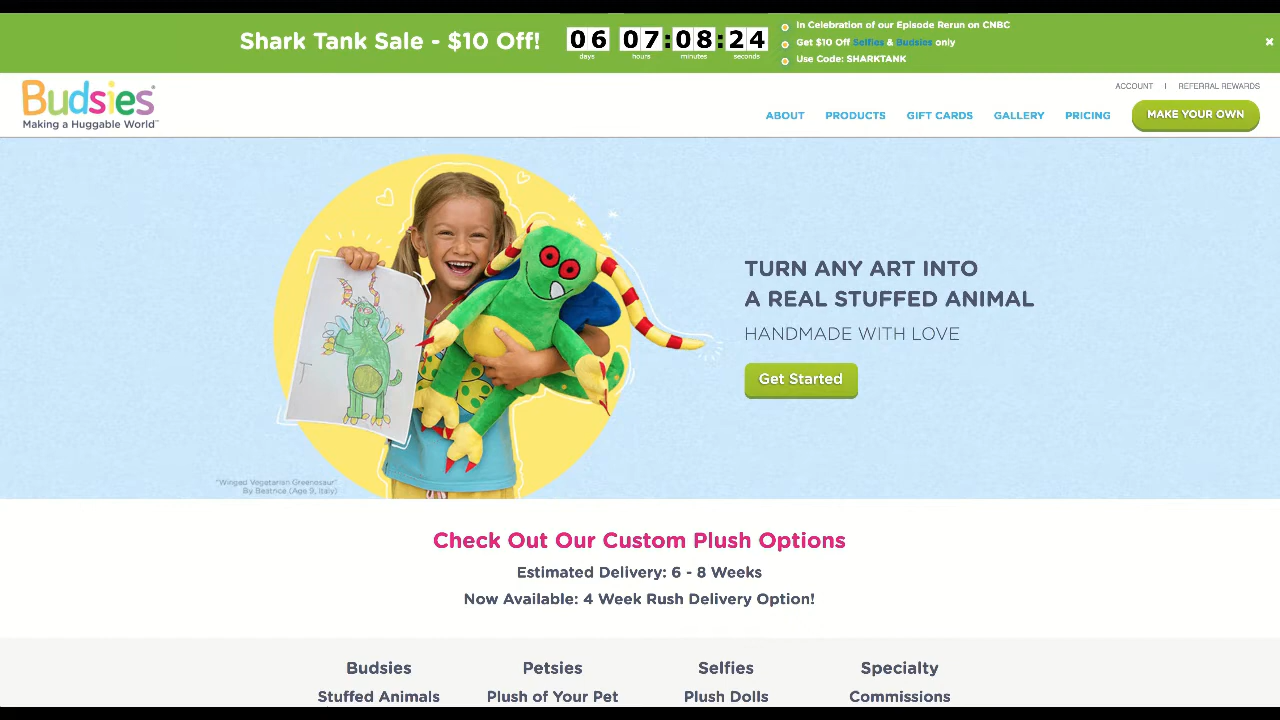 Shark Tank Sale - $10 Off!
06 07:08:24
days hours minutes seconds
In Celebration of our Episode Rerun on CNBC
Get $10 Off Selfies & Budsies only
Use Code: SHARKTANK
×
Budsies®
Making a Huggable World™
ACCOUNT | REFERRAL REWARDS
ABOUT PRODUCTS GIFT CARDS GALLERY PRICING MAKE YOUR OWN
TURN ANY ART INTO
A REAL STUFFED ANIMAL
HANDMADE WITH LOVE
Get Started
"Winged Vegetarian Greenosaur"
By Beatrice (Age 9, Italy)
Check Out Our Custom Plush Options
Estimated Delivery: 6 - 8 Weeks
Now Available: 4 Week Rush Delivery Option!
Budsies Petsies Selfies Specialty
Stuffed Animals Plush of Your Pet Plush Dolls Commissions